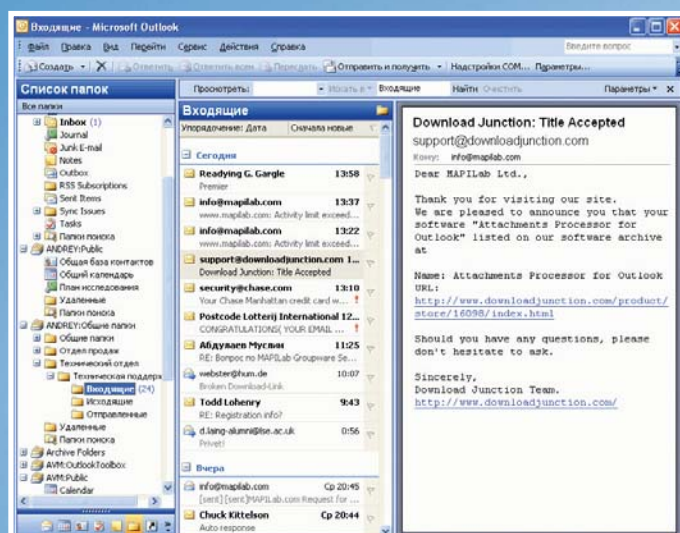 Входящие - Microsoft Outlook
Файл Правка Вид Перейти Сервис Действия Справка
Введите вопрос
Создать Ответить Ответить всем Переслать Отправить и получить Надстройки COM... Параметры...
Список папок
Просмотреть: Искать в Входящие Найти Очистить Параметры
Все папки
Inbox (1)
Journal
Junk E-mail
Notes
Outbox
RSS Subscriptions
Sent Items
Sync Issues
Tasks
Папки поиска
ANDREY:Public
Общая база контактов
Общий календарь
План исследования
Удаленные
Папки поиска
ANDREY:Общие папки
Общие папки
Отдел продаж
Технический отдел
Техническая поддерж
Входящие (24)
Исходящие
Отправленные
Удаленные
Папки поиска
Archive Folders
AVM:OutlookToolbox
AVM:Public
Calendar
Входящие
Упорядочение: Дата Сначала новые
Сегодня
Readying G. Gargle 13:58
Premier
info@mapilab.com 13:37
www.mapilab.com: Activity limit exceed...
info@mapilab.com 13:22
www.mapilab.com: Activity limit exceed...
support@downloadjunction.com 1...
Download Junction: Title Accepted
security@chase.com 13:10
Your Chase Manhattan credit card w... !
Postcode Lotterij International 12...
CONGRATULATIONS( YOUR EMAIL ... !
Абдулаев Муслим 11:25
RE: Вопрос по MAPILab Groupware Se...
webster@hum.de 10:07
Broken Download-Link
Todd Lohenry 9:43
RE: Registration info?
d.laing-alumni@lse.ac.uk 0:56
Privet!
Вчера
info@mapilab.com Ср 20:45
[sent][sent]MAPILab.com Request for ...
Chuck Kittelson Ср 20:44
Auto response
Download Junction: Title Accepted
support@downloadjunction.com
Кому: info@mapilab.com
Dear MAPILab Ltd.,
Thank you for visiting our site.
We are pleased to announce you that your
software "Attachments Processor for
Outlook" listed on our software archive
at
Name: Attachments Processor for Outlook
URL:
http://www.downloadjunction.com/product/
store/16098/index.html
Should you have any questions, please
don't hesitate to ask.
Sincerely,
Download Junction Team.
http://www.downloadjunction.com/